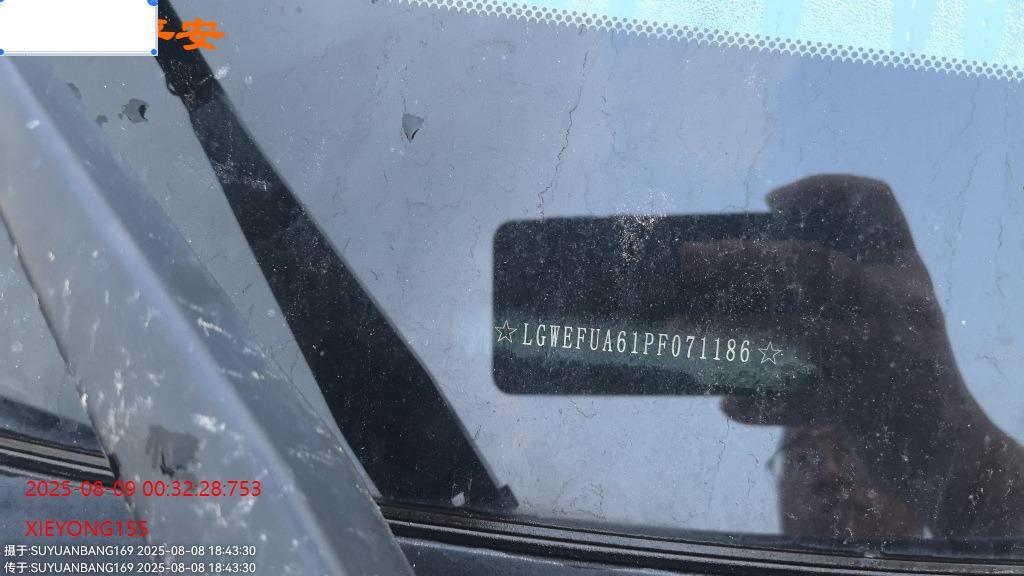 平安
☆LGWEFUA61PF071186☆
2025-08-09 00:32:28:753
XIEYONG155
摄于:SUYUANBANG169 2025-08-08 18:43:30
传于:SUYUANBANG169 2025-08-08 18:43:30